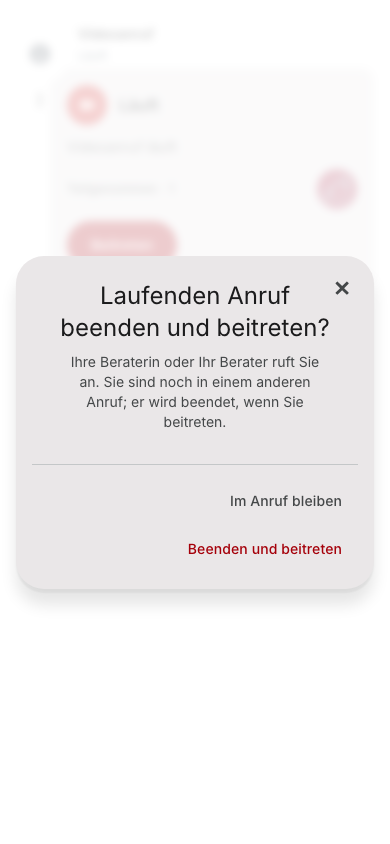 Laufenden Anruf
beenden und beitreten?
Ihre Beraterin oder Ihr Berater ruft Sie
an. Sie sind noch in einem anderen
Anruf; er wird beendet, wenn Sie
beitreten.
Im Anruf bleiben
Beenden und beitreten